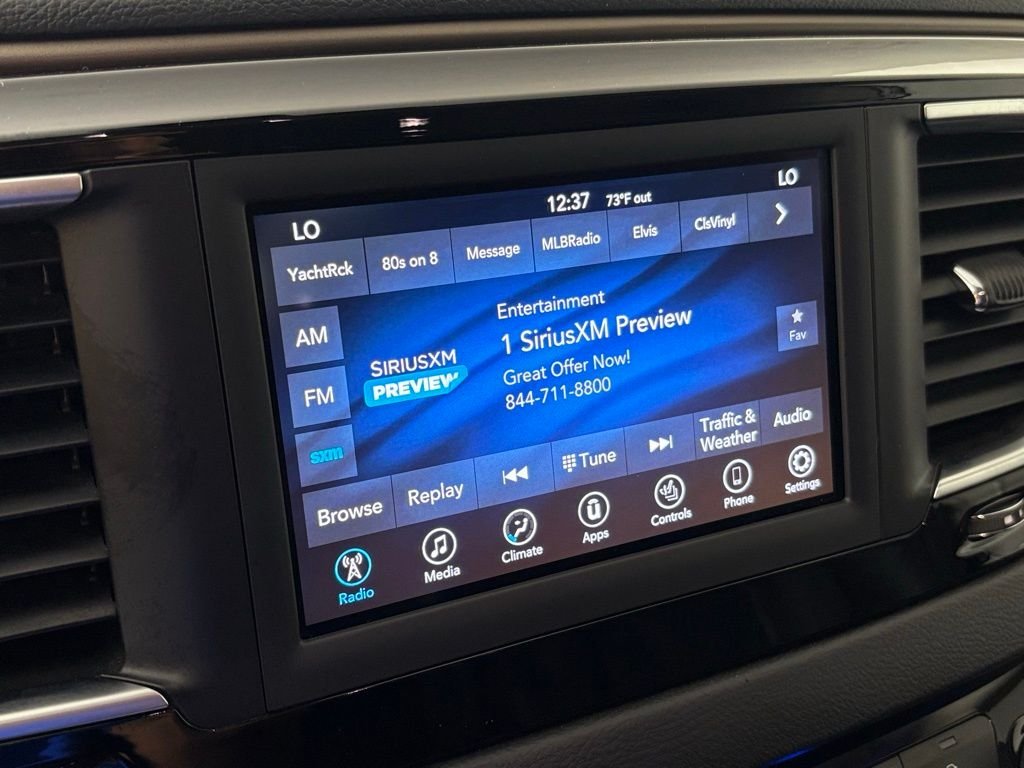 LO
12:37
73°F out
LO
YachtRck
80s on 8
Message
MLBRadio
Elvis
ClsVinyl
AM
FM
sxm
SIRIUSXM
PREVIEW
Entertainment
1 SiriusXM Preview
Great Offer Now!
844-711-8800
Fav
Browse
Replay
Tune
Traffic &
Weather
Audio
Radio
Media
Climate
Apps
Controls
Phone
Settings